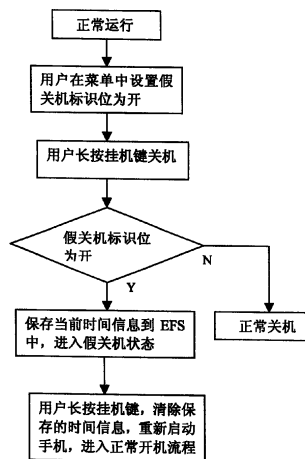 正常运行
用户在菜单中设置假
关机标识位为开
用户长按挂机键关机
假关机标识位
为开
N
Y
保存当前时间信息到 EFS
中，进入假关机状态
正常关机
用户长按挂机键，清除保
存的时间信息，重新启动
手机，进入正常开机流程